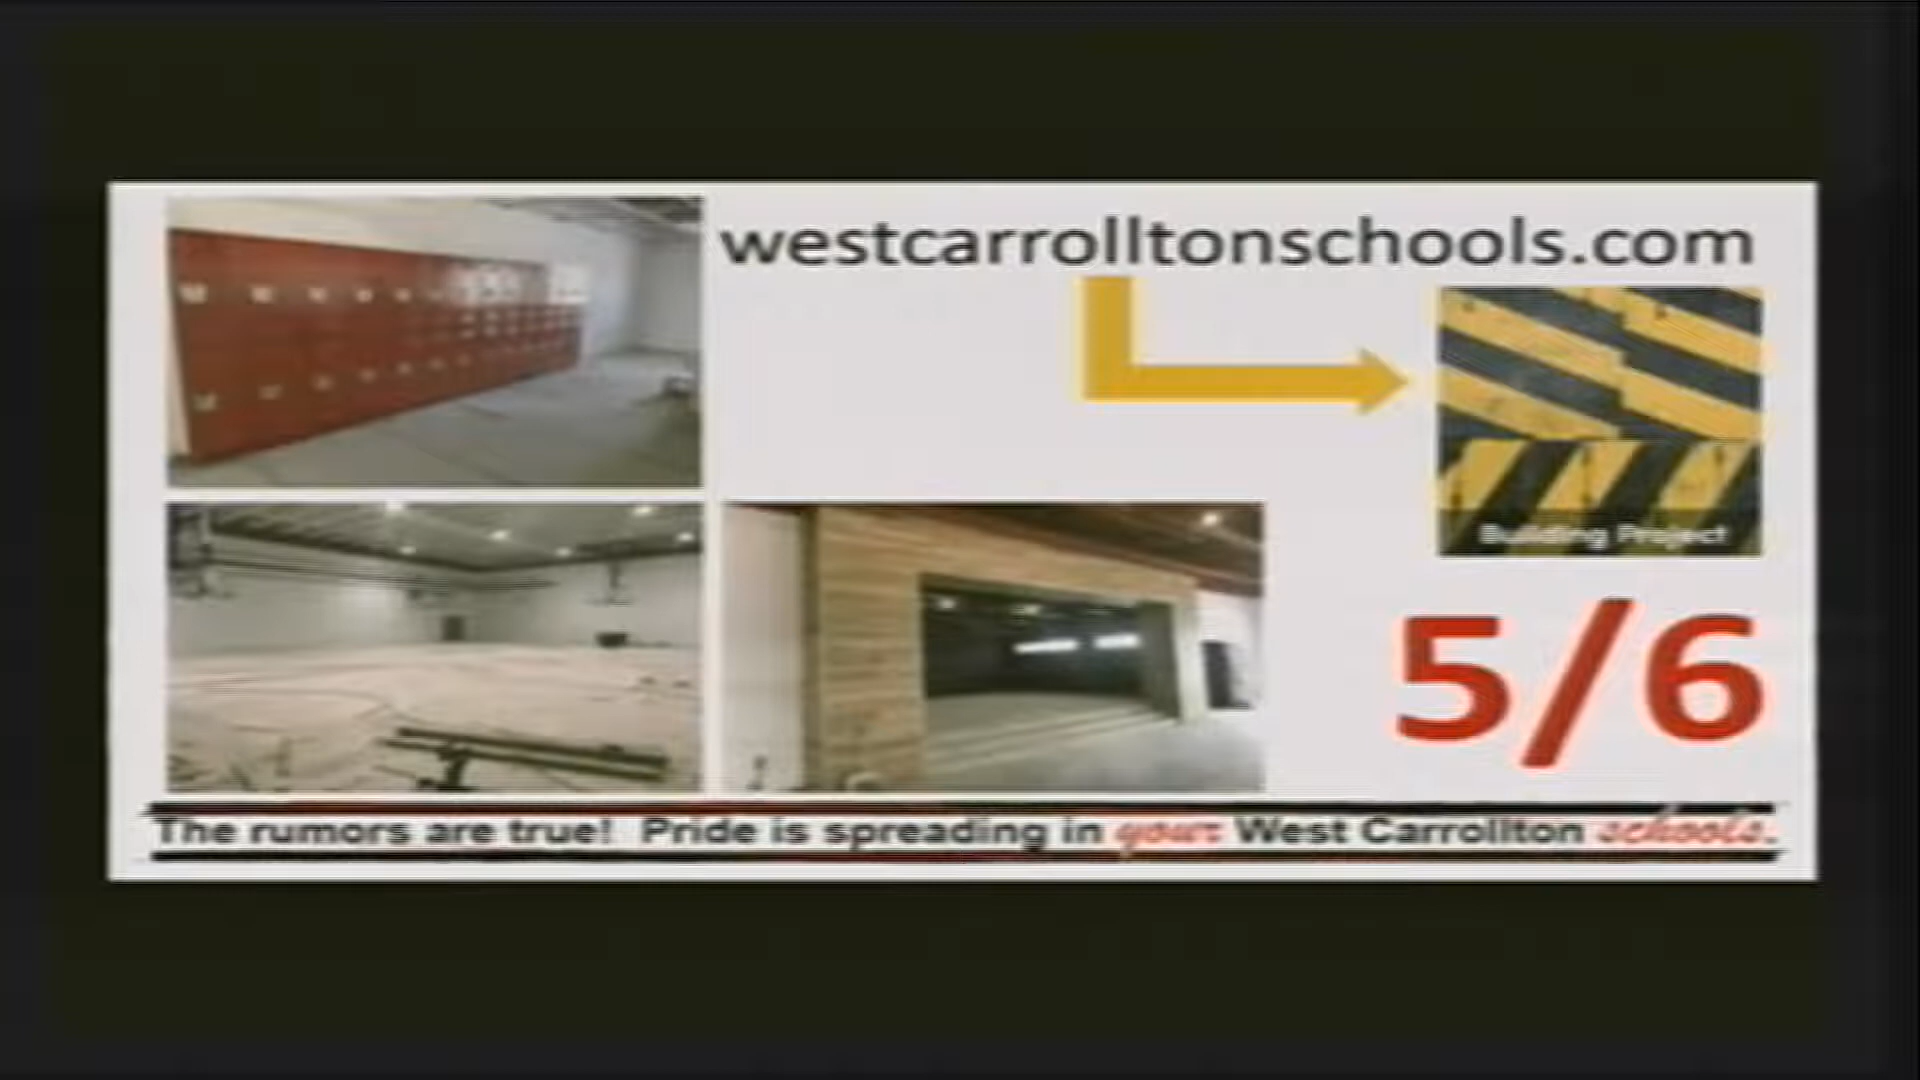 westcarrolltonschools.com
Building Project
5/6
The rumors are true! Pride is spreading in your West Carrollton schools.